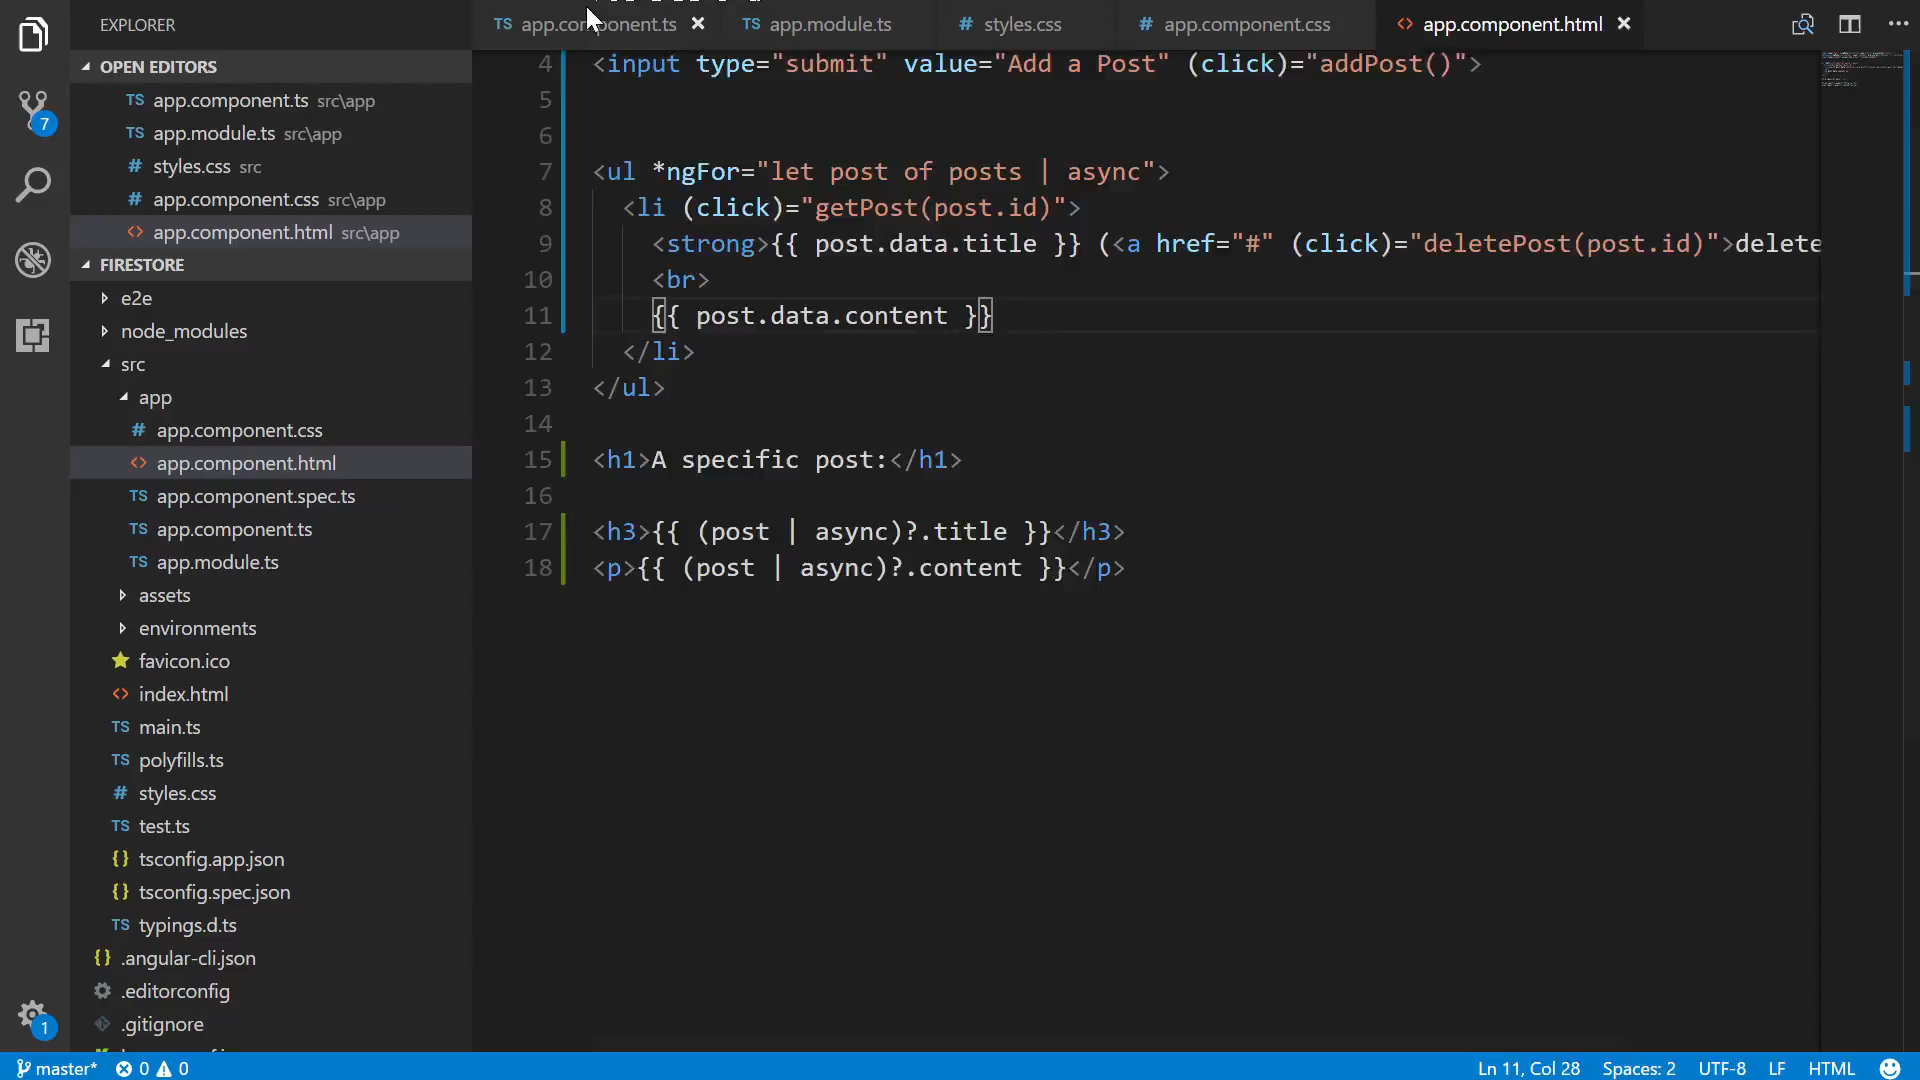 EXPLORER
OPEN EDITORS
TS app.component.ts src\app
TS app.module.ts src\app
# styles.css src
# app.component.css src\app
<> app.component.html src\app
FIRESTORE
e2e
node_modules
src
app
# app.component.css
<> app.component.html
TS app.component.spec.ts
TS app.component.ts
TS app.module.ts
assets
environments
favicon.ico
<> index.html
TS main.ts
TS polyfills.ts
# styles.css
TS test.ts
{} tsconfig.app.json
{} tsconfig.spec.json
TS typings.d.ts
{} .angular-cli.json
.editorconfig
.gitignore
7
1
TS app.component.ts
TS app.module.ts
# styles.css
# app.component.css
<> app.component.html
4 <input type="submit" value="Add a Post" (click)="addPost()">
5
6
7 <ul *ngFor="let post of posts | async">
8 <li (click)="getPost(post.id)">
9 <strong>{{ post.data.title }} (<a href="#" (click)="deletePost(post.id)">delete
10 <br>
11 {{ post.data.content }}
12 </li>
13 </ul>
14
15 <h1>A specific post:</h1>
16
17 <h3>{{ (post | async)?.title }}</h3>
18 <p>{{ (post | async)?.content }}</p>
master* 0 0 Ln 11, Col 28 Spaces: 2 UTF-8 LF HTML